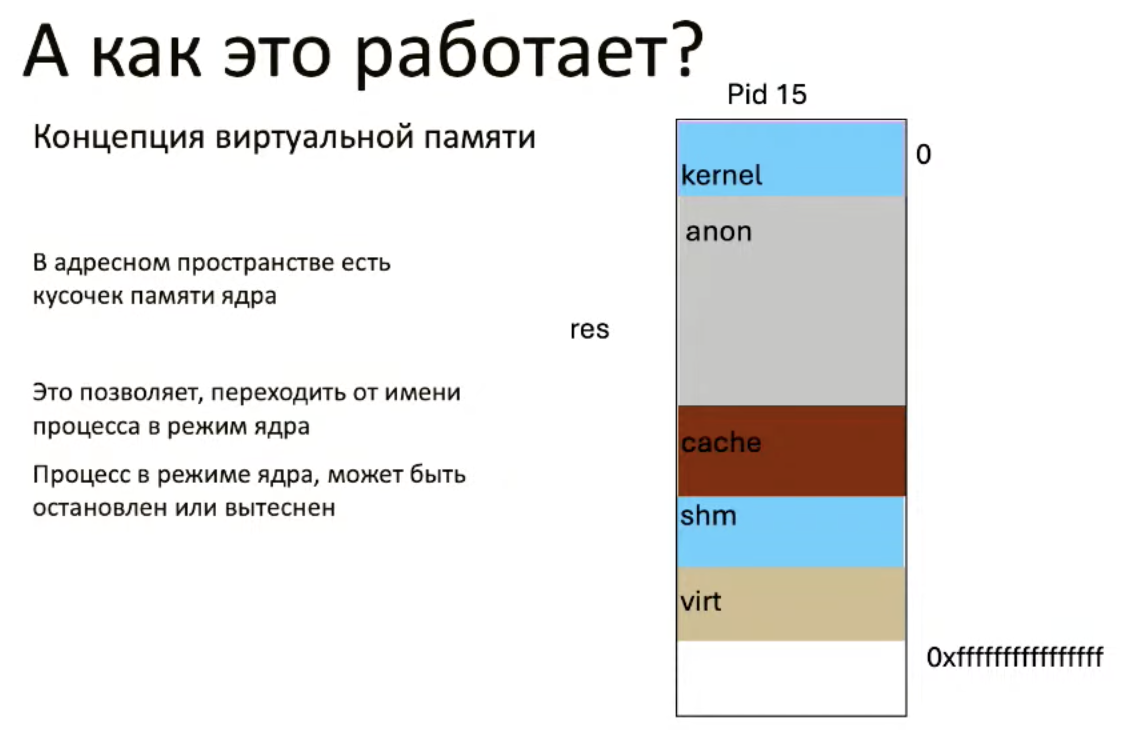 А как это работает?
Pid 15
Концепция виртуальной памяти
0
kernel
anon
В адресном пространстве есть
кусочек памяти ядра
res
Это позволяет, переходить от имени
процесса в режим ядра
cache
Процесс в режиме ядра, может быть
остановлен или вытеснен
shm
virt
0xffffffffffffffff